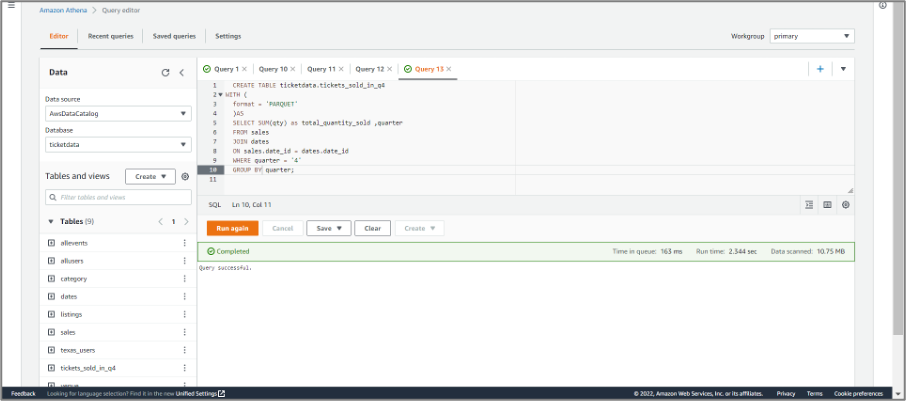 Amazon Athena > Query editor
Editor Recent queries Saved queries Settings
Workgroup primary
Data
Data source
AwsDataCatalog
Database
ticketdata
Tables and views Create
Filter tables and views
Tables (9) < 1 >
allevents
allusers
category
dates
listings
sales
texas_users
tickets_sold_in_q4
venue
Query 1 × Query 10 × Query 11 × Query 12 × Query 13 ×
1 CREATE TABLE ticketdata.tickets_sold_in_q4
2 WITH (
3 format = 'PARQUET'
4 )AS
5 SELECT SUM(qty) as total_quantity_sold ,quarter
6 FROM sales
7 JOIN dates
8 ON sales.date_id = dates.date_id
9 WHERE quarter = '4'
10 GROUP BY quarter;
11
SQL Ln 10, Col 11
Run again Cancel Save Clear Create
Completed Time in queue: 163 ms Run time: 2.344 sec Data scanned: 10.75 MB
Query successful.
Feedback Looking for language selection? Find it in the new Unified Settings © 2022, Amazon Web Services, Inc. or its affiliates. Privacy Terms Cookie preferences